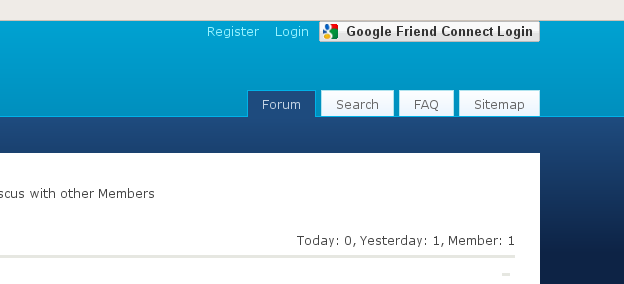 Register Login Google Friend Connect Login
Forum Search FAQ Sitemap
with other Members
Today: 0, Yesterday: 1, Member: 1